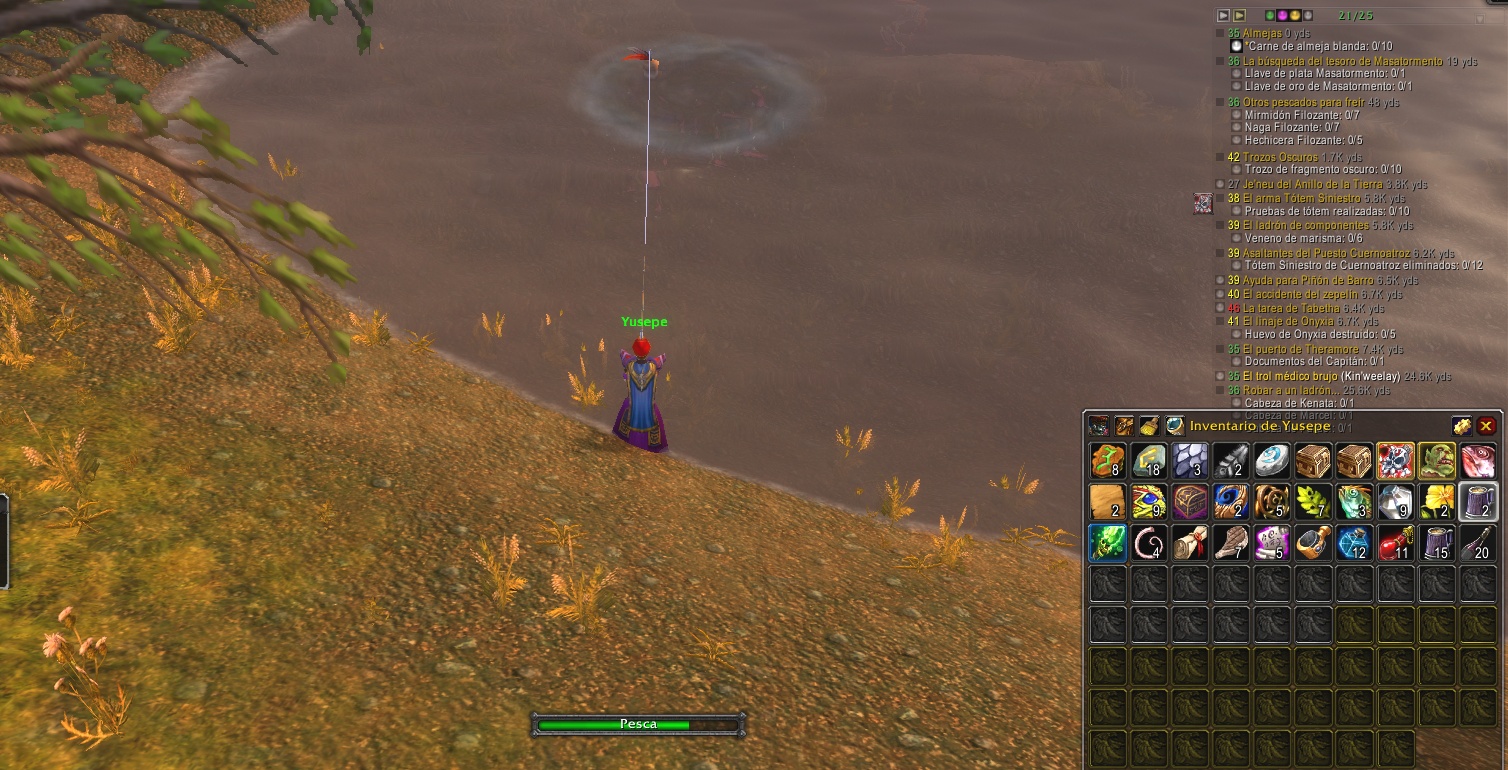 21/25
35 Almejas 0 yds
*Carne de almeja blanda: 0/10
36 La búsqueda del tesoro de Masatormento 19 yds
Llave de plata Masatormento: 0/1
Llave de oro de Masatormento: 0/1
36 Otros pescados para freír 48 yds
Mirmidón Filozante: 0/7
Naga Filozante: 0/7
Hechicera Filozante: 0/5
42 Trozos Oscuros 1.7K yds
Trozo de fragmento oscuro: 0/10
27 Je'neu del Anillo de la Tierra 3.8K yds
38 El arma Tótem Siniestro 5.8K yds
Pruebas de tótem realizadas: 0/10
39 El ladrón de componentes 5.8K yds
Veneno de marisma: 0/6
39 Asaltantes del Puesto Cuernoatroz 6.2K yds
Tótem Siniestro de Cuernoatroz eliminados: 0/12
39 Ayuda para Piñón de Barro 6.5K yds
40 El accidente del zepelín 6.7K yds
La tarea de Tabetha 6.4K yds
41 El linaje de Onyxia 6.7K yds
Huevo de Onyxia destruido: 0/5
35 El puerto de Theramore 7.4K yds
Documentos del Capitán: 0/1
35 El trol médico brujo (Kin'weelay) 24.6K yds
36 Robar a un ladrón... 25.6K yds
Cabeza de Kenata: 0/1
Cabeza de Marcel: 0/1
: 0/1
Yusepe
Inventario de Yusepe
8 18 3 2
2 9 2 5 7 3 9 2 2
4 7 5 12 11 15 20
Pesca